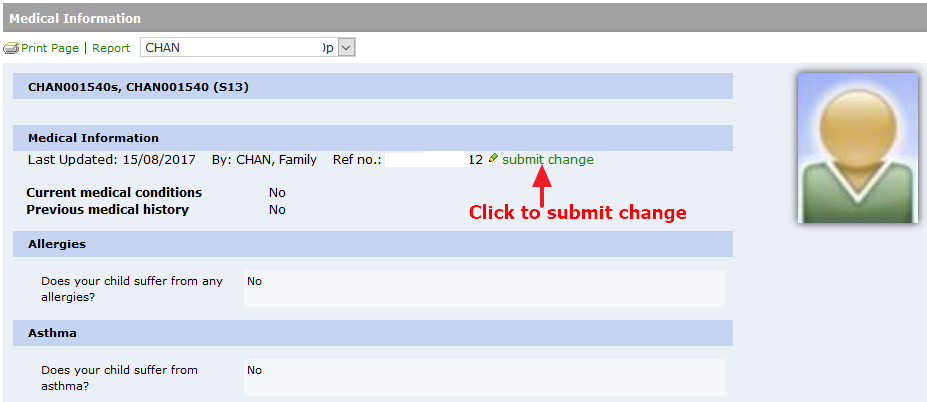 Medical Information
Print Page | Report CHAN )p
CHAN001540s, CHAN001540 (S13)
Medical Information
Last Updated: 15/08/2017 By: CHAN, Family Ref no.: 12 submit change
Current medical conditions No
Previous medical history No
Click to submit change
Allergies
Does your child suffer from any No
allergies?
Asthma
Does your child suffer from No
asthma?